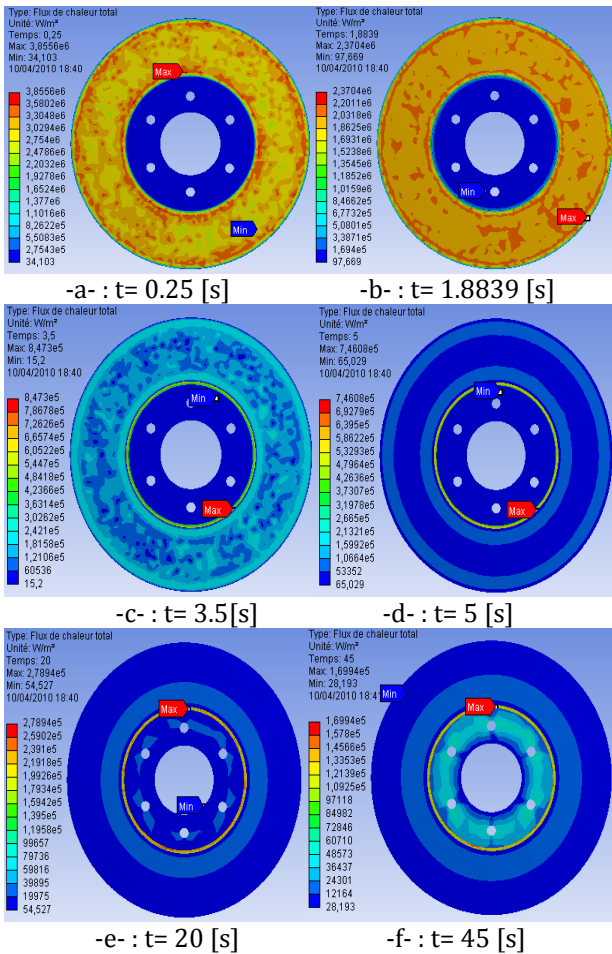 Type: Flux de chaleur total
Unité: W/m²
Temps: 0,25
Max: 3,8556e6
Min: 34,103
10/04/2010 18:40
3,8556e6
3,5802e6
3,3048e6
3,0294e6
2,754e6
2,4786e6
2,2032e6
1,9278e6
1,6524e6
1,377e6
1,1016e6
8,2622e5
5,5083e5
2,7543e5
34,103
Max
Min
-a- : t= 0.25 [s]
Type: Flux de chaleur total
Unité: W/m²
Temps: 1,8839
Max: 2,3704e6
Min: 97,669
10/04/2010 18:40
2,3704e6
2,2011e6
2,0318e6
1,8625e6
1,6931e6
1,5238e6
1,3545e6
1,1852e6
1,0159e6
8,4662e5
6,7732e5
5,0801e5
3,3871e5
1,694e5
97,669
Min
Max
-b- : t= 1.8839 [s]
Type: Flux de chaleur total
Unité: W/m²
Temps: 3,5
Max: 8,473e5
Min: 15,2
10/04/2010 18:40
8,473e5
7,8678e5
7,2626e5
6,6574e5
6,0522e5
5,447e5
4,8418e5
4,2366e5
3,6314e5
3,0262e5
2,421e5
1,8158e5
1,2106e5
60536
15,2
Min
Max
-c- : t= 3.5[s]
Type: Flux de chaleur total
Unité: W/m²
Temps: 5
Max: 7,4608e5
Min: 65,029
10/04/2010 18:40
7,4608e5
6,9279e5
6,395e5
5,8622e5
5,3293e5
4,7964e5
4,2636e5
3,7307e5
3,1978e5
2,665e5
2,1321e5
1,5992e5
1,0664e5
53352
65,029
Min
Max
-d- : t= 5 [s]
Type: Flux de chaleur total
Unité: W/m²
Temps: 20
Max: 2,7894e5
Min: 54,527
10/04/2010 18:40
2,7894e5
2,5902e5
2,391e5
2,1918e5
1,9926e5
1,7934e5
1,5942e5
1,395e5
1,1958e5
99657
79736
59816
39895
19975
54,527
Max
Min
-e- : t= 20 [s]
Type: Flux de chaleur total
Unité: W/m²
Temps: 45
Max: 1,6994e5
Min: 28,193
10/04/2010 18:41
1,6994e5
1,578e5
1,4566e5
1,3353e5
1,2139e5
1,0925e5
97118
84982
72846
60710
48573
36437
24301
12164
28,193
Min
Max
-f- : t= 45 [s]